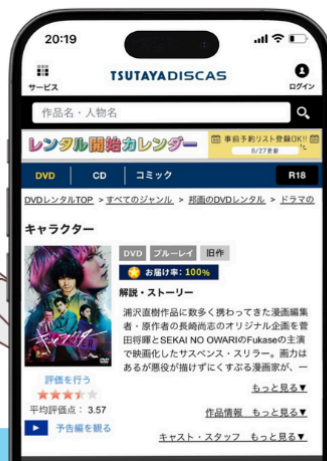 20:19
サービス
TSUTAYADISCAS
ログイン
作品名・人物名
レンタル開始カレンダー
事前予約リスト登録OK!!
6/27更新
DVD
CD
コミック
R18
DVDレンタルTOP > すべてのジャンル > 邦画のDVDレンタル > ドラマの
キャラクター
DVD ブルーレイ 旧作
お届け率: 100%
解説・ストーリー
浦沢直樹作品に数多く携わってきた漫画編集
者・原作者の長崎尚志のオリジナル企画を菅
田将暉とSEKAI NO OWARIのFukaseの主演
で映画化したサスペンス・スリラー。画力は
あるが悪役が描けずにくすぶる漫画家が、一
もっと見る▼
キャラクター
DVD
評価を行う
平均評価点: 3.57
予告編を観る
作品情報 もっと見る▼
キャスト・スタッフ もっと見る▼